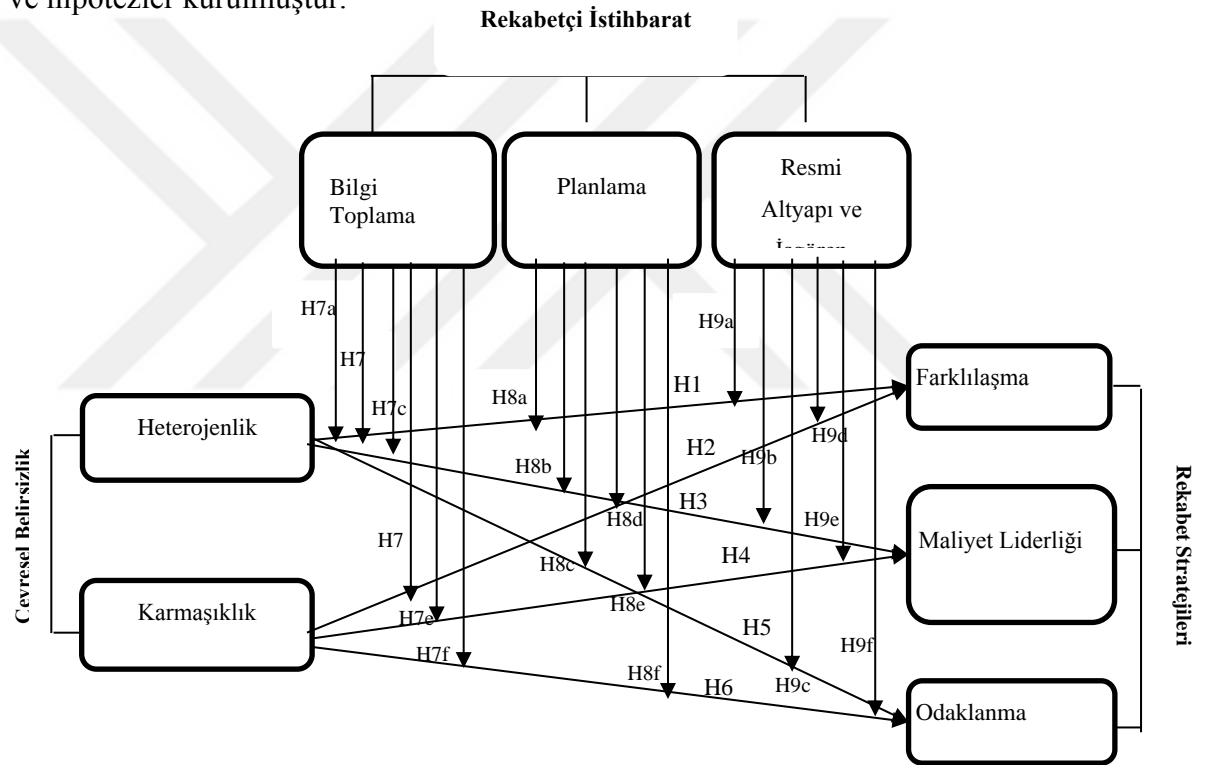 ve hipotezler kurulmuştur.
Rekabetçi İstihbarat
Bilgi
Toplama
Planlama
Resmi
Altyapı ve
H7a
H7
H7c
H8a
H8b
H8c
H8d
H8e
H8f
H9a
H9b
H9c
H9d
H9e
H9f
H1
H2
H3
H4
H5
H6
H7
H7e
H7f
Çevresel Belirsizlik
Heterojenlik
Karmaşıklık
Farklılaşma
Maliyet Liderliği
Odaklanma
Rekabet Stratejileri